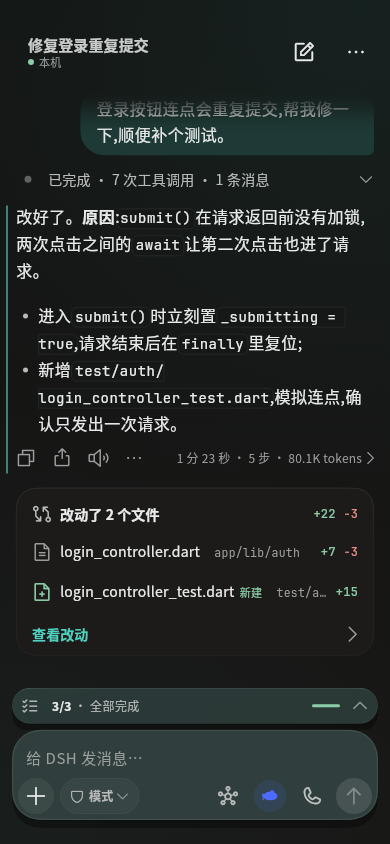 修复登录重复提交
本机
登录按钮连点会重复提交,帮我修一
下,顺便补个测试。
已完成 · 7 次工具调用 · 1 条消息
改好了。原因:submit() 在请求返回前没有加锁,
两次点击之间的 await 让第二次点击也进了请
求。
• 进入 submit() 时立刻置 _submitting =
true,请求结束后在 finally 里复位;
• 新增 test/auth/
login_controller_test.dart,模拟连点,确
认只发出一次请求。
1 分 23 秒 · 5 步 · 80.1K tokens
改动了 2 个文件 +22 -3
login_controller.dart app/lib/auth +7 -3
login_controller_test.dart 新建 test/a… +15
查看改动
3/3 · 全部完成
给 DSH 发消息…
模式